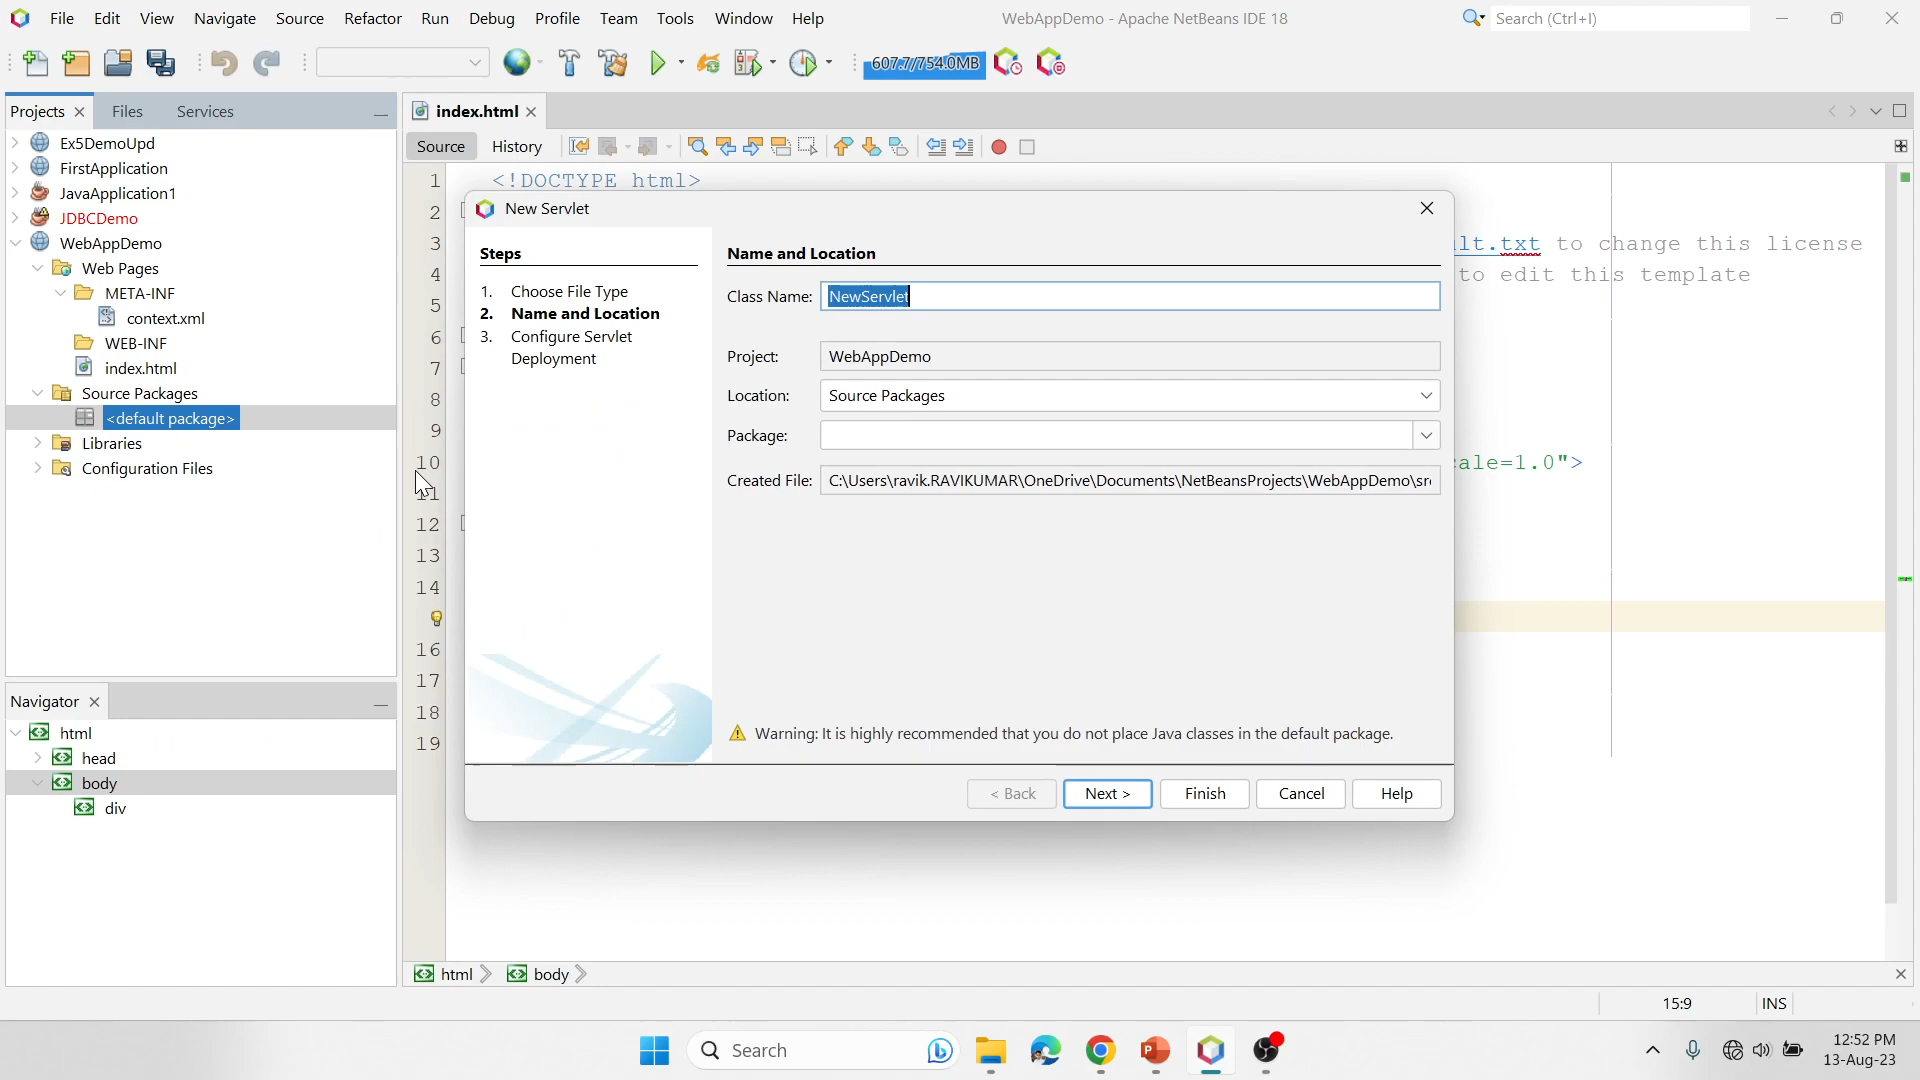 File Edit View Navigate Source Refactor Run Debug Profile Team Tools Window Help
WebAppDemo - Apache NetBeans IDE 18
Search (Ctrl+I)
607.7/754.0MB
Projects Files Services
index.html
Source History
Ex5DemoUpd
FirstApplication
JavaApplication1
JDBCDemo
WebAppDemo
Web Pages
META-INF
context.xml
WEB-INF
index.html
Source Packages
<default package>
Libraries
Configuration Files
Navigator
html
head
body
div
1 <!DOCTYPE html>
2
3 lt.txt to change this license
4 to edit this template
5
6
7
8
9
10 ale=1.0">
11
12
13
14
16
17
18
19
New Servlet
Steps
1. Choose File Type
2. Name and Location
3. Configure Servlet
Deployment
Name and Location
Class Name: NewServlet
Project: WebAppDemo
Location: Source Packages
Package:
Created File: C:\Users\ravik.RAVIKUMAR\OneDrive\Documents\NetBeansProjects\WebAppDemo\sr
Warning: It is highly recommended that you do not place Java classes in the default package.
< Back Next > Finish Cancel Help
html body
15:9 INS
Search
12:52 PM
13-Aug-23